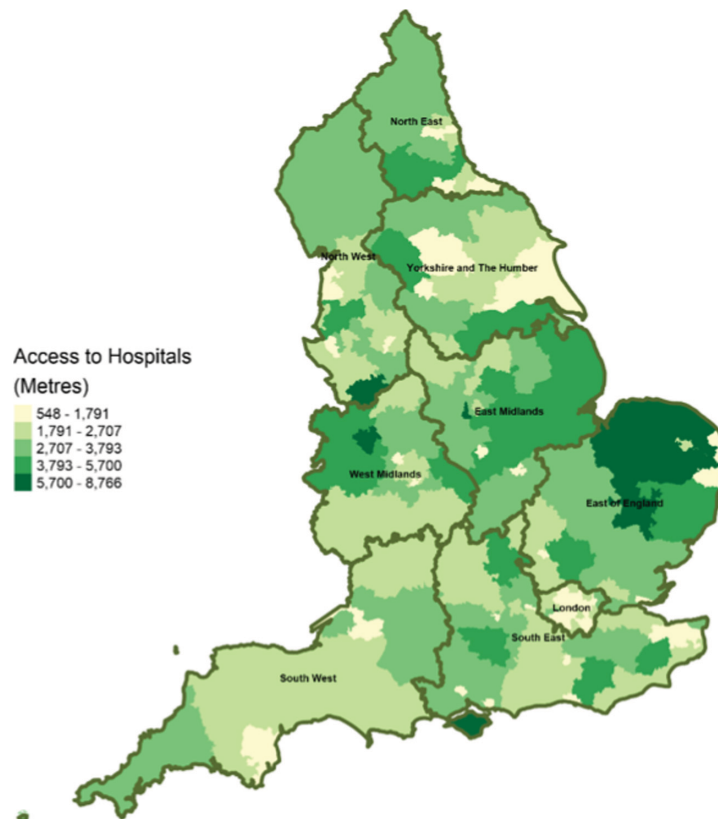 North East
North West
Yorkshire and The Humber
Access to Hospitals
(Metres)
548 - 1,791
1,791 - 2,707
2,707 - 3,793
3,793 - 5,700
5,700 - 8,766
East Midlands
West Midlands
East of England
London
South East
South West